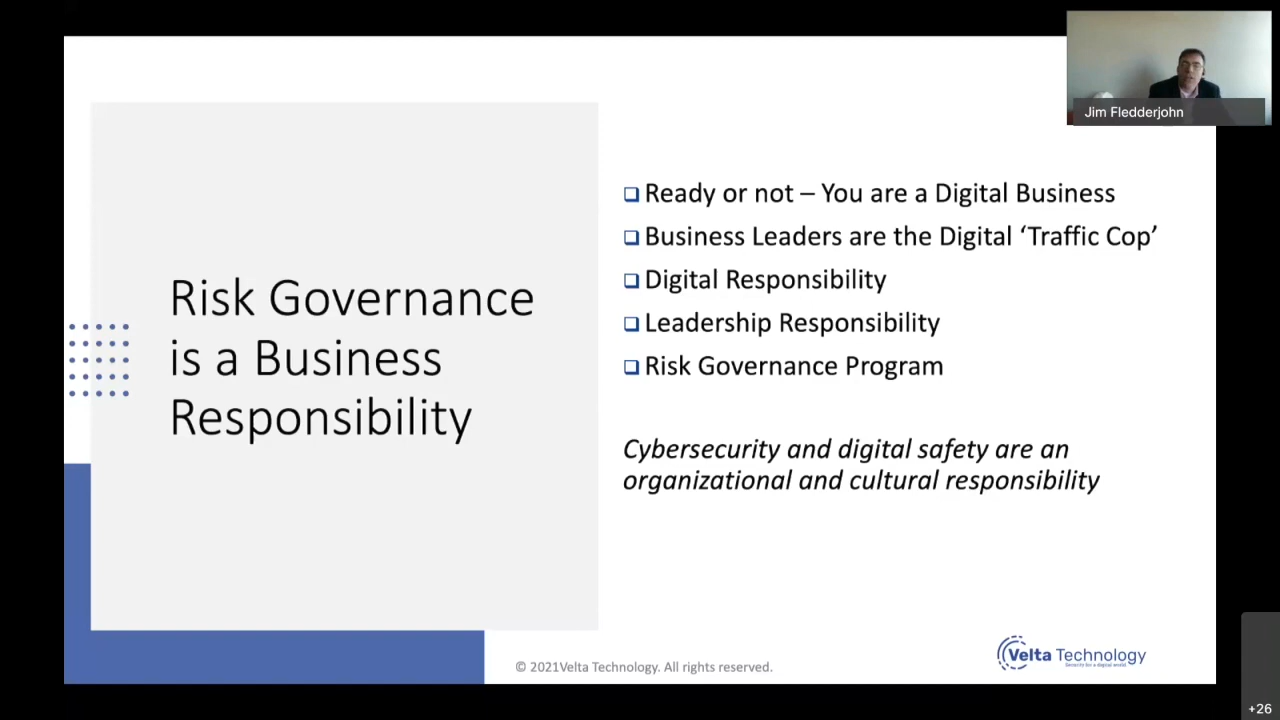 Jim Fledderjohn
Risk Governance
is a Business
Responsibility
❑ Ready or not – You are a Digital Business
❑ Business Leaders are the Digital ‘Traffic Cop’
❑ Digital Responsibility
❑ Leadership Responsibility
❑ Risk Governance Program
Cybersecurity and digital safety are an
organizational and cultural responsibility
© 2021Velta Technology. All rights reserved.
Velta Technology
+26